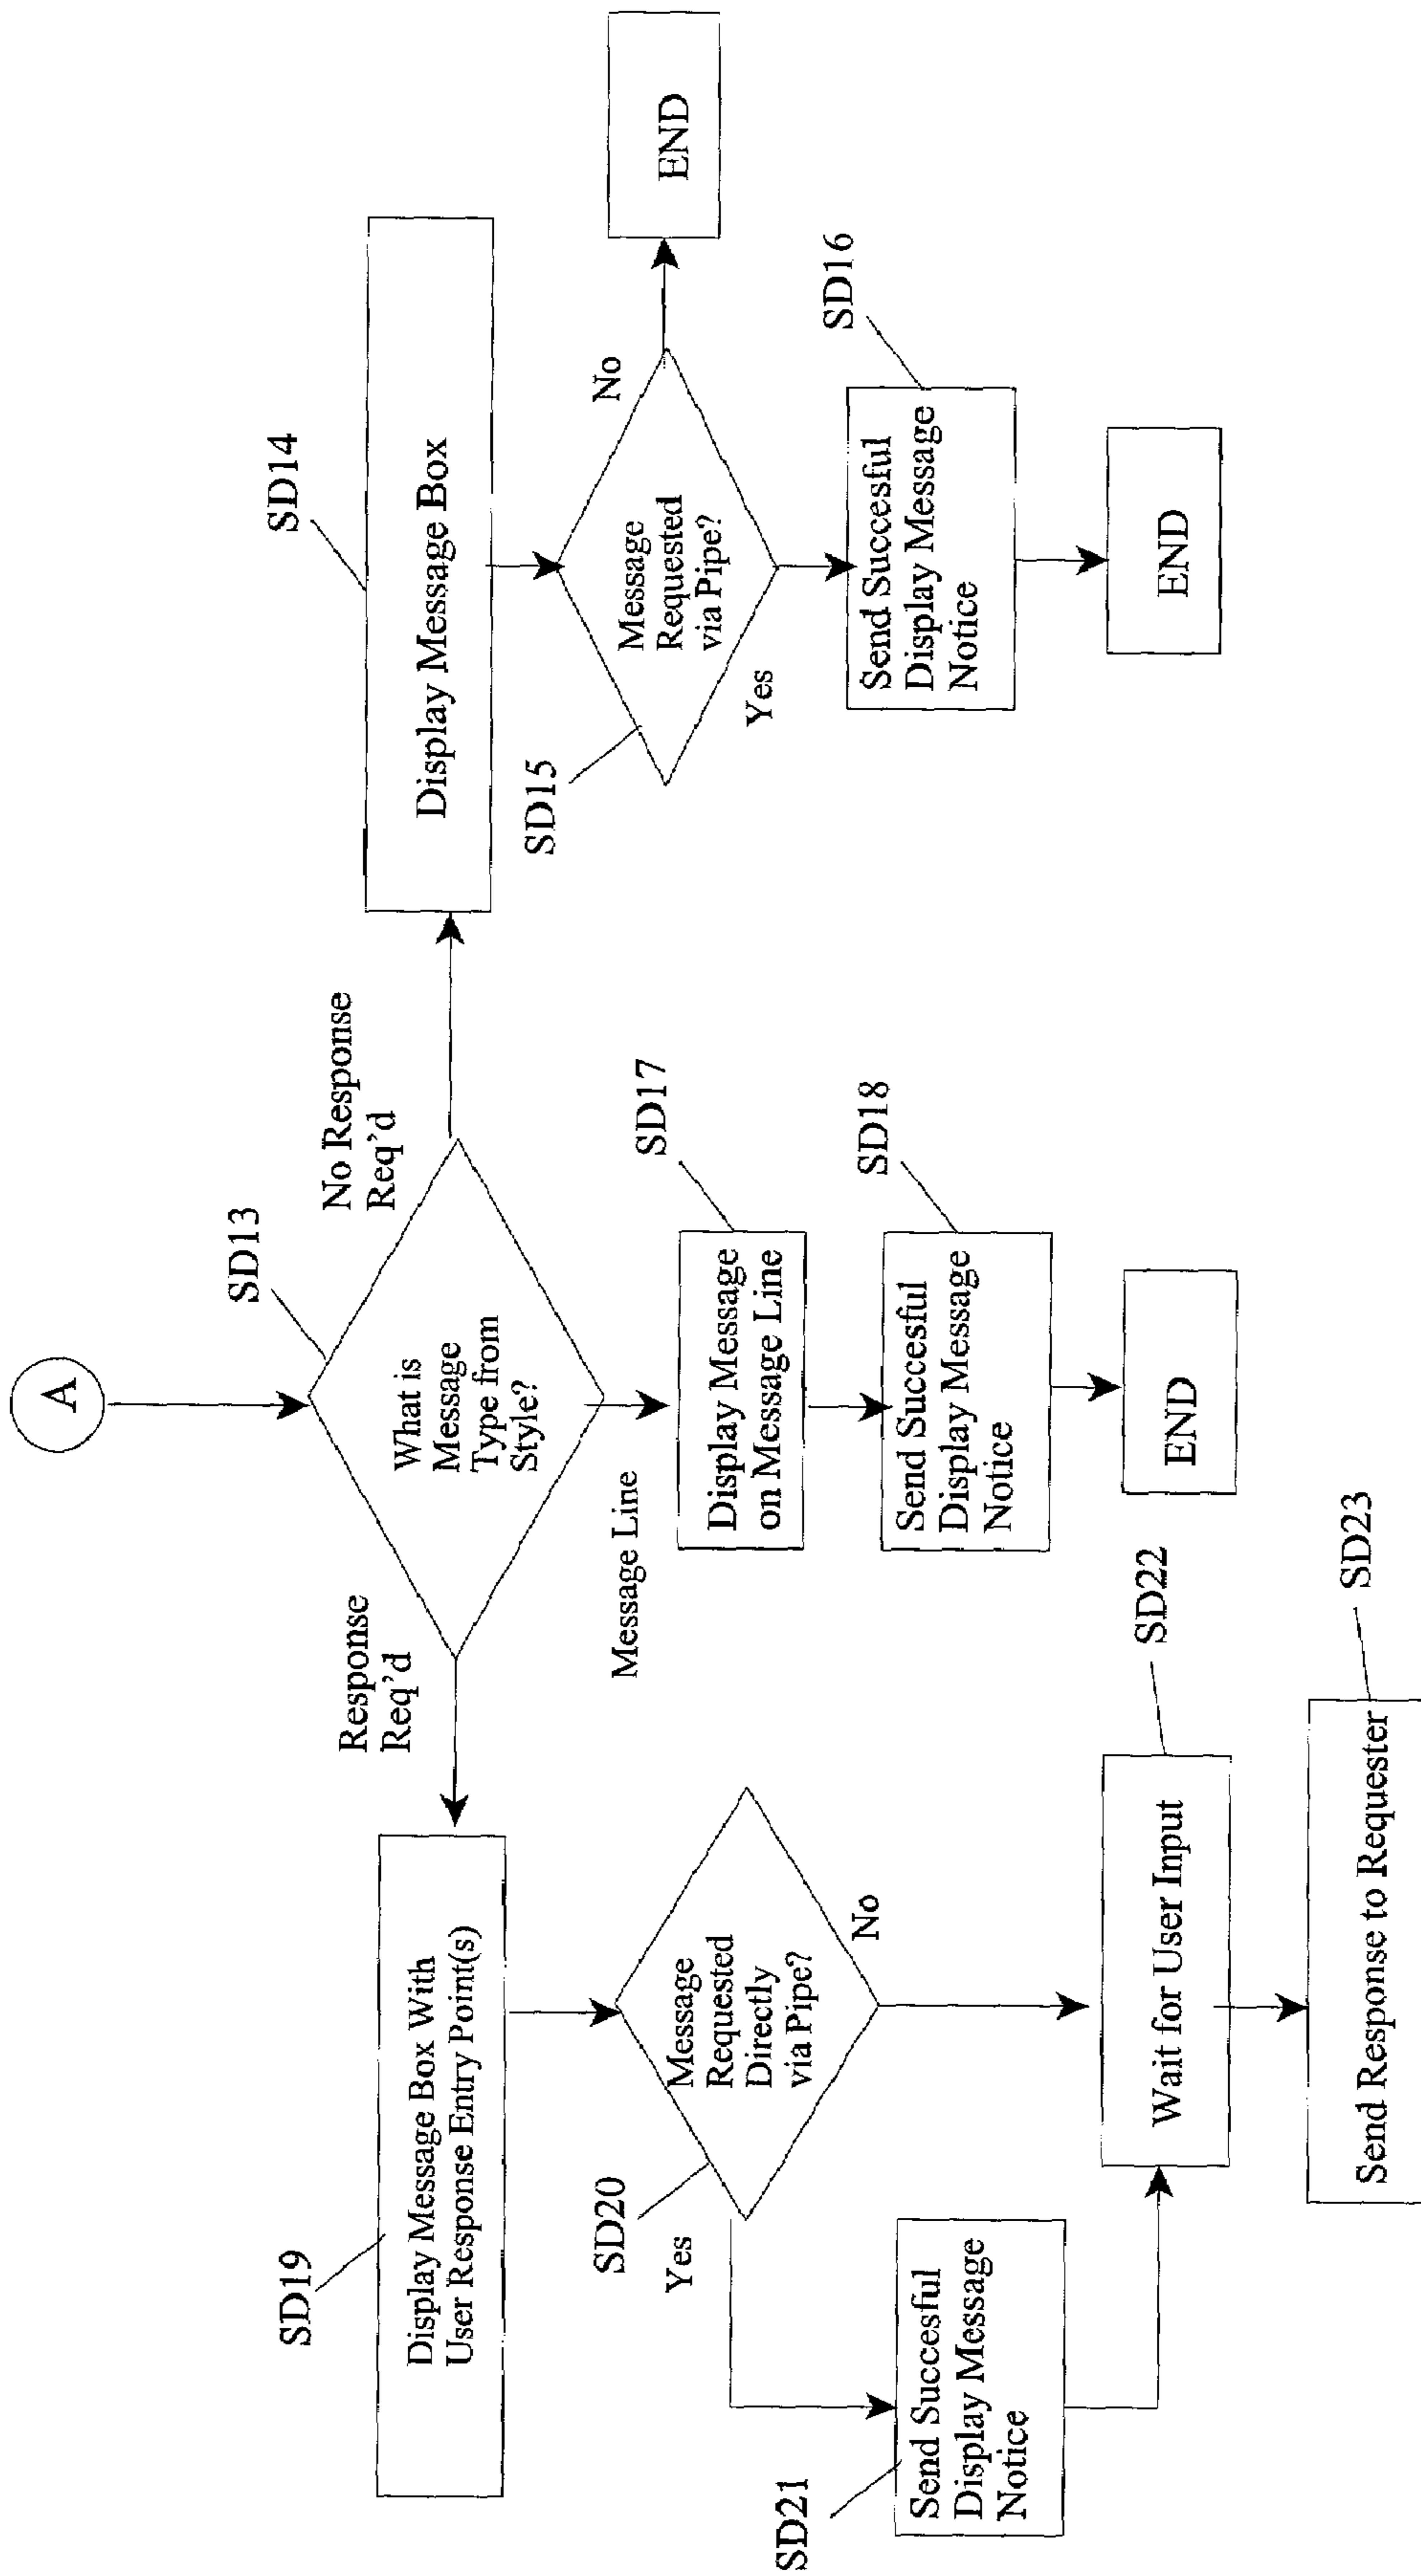 A
SD13
What is
Message
Type from
Style?
No Response
Req'd
Response
Req'd
Message Line
SD14
Display Message Box
SD15
Message
Requested
via Pipe?
No
END
Yes
SD16
Send Succesful
Display Message
Notice
END
SD17
Display Message
on Message Line
SD18
Send Succesful
Display Message
Notice
END
SD19
Display Message Box With
User Response Entry Point(s)
SD20
Message
Requested
Directly
via Pipe?
Yes
No
SD21
Send Succesful
Display Message
Notice
SD22
Wait for User Input
SD23
Send Response to Requester